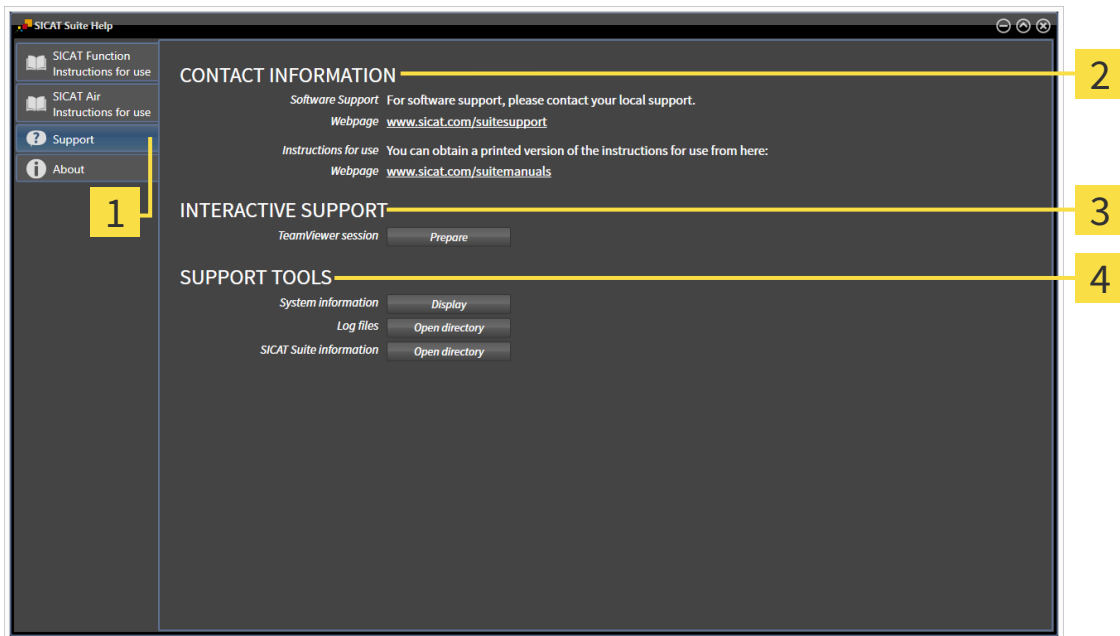 SICAT Suite Help
SICAT Function
Instructions for use
SICAT Air
Instructions for use
Support
About
1
CONTACT INFORMATION
2
Software Support For software support, please contact your local support.
Webpage www.sicat.com/suitesupport
Instructions for use You can obtain a printed version of the instructions for use from here:
Webpage www.sicat.com/suitemanuals
INTERACTIVE SUPPORT
3
TeamViewer session Prepare
SUPPORT TOOLS
4
System information Display
Log files Open directory
SICAT Suite information Open directory